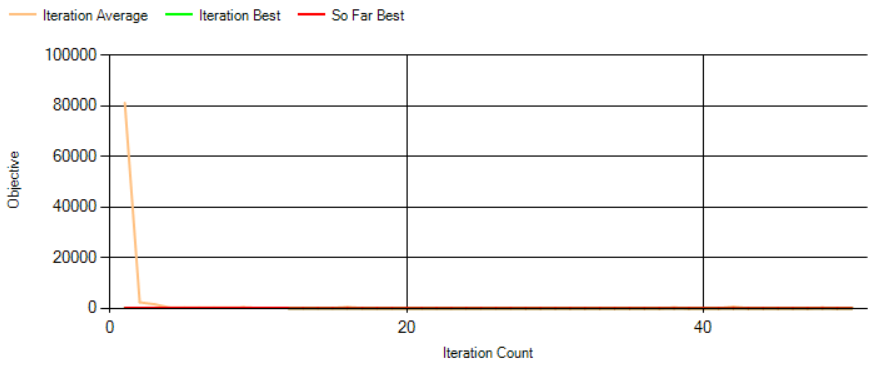 Iteration Average Iteration Best So Far Best
100000
80000
60000
40000
20000
0
0 20 40
Objective
Iteration Count